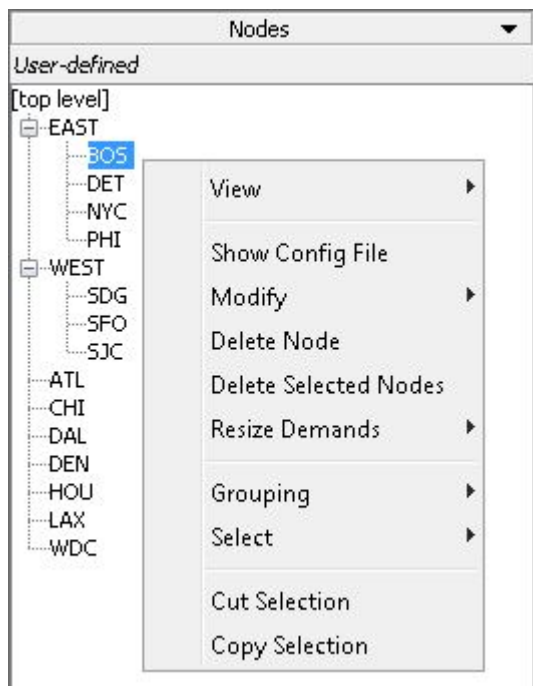 Nodes
User-defined
[top level]
EAST
BOS
DET
NYC
PHI
WEST
SDG
SFO
SJC
ATL
CHI
DAL
DEN
HOU
LAX
WDC
View
Show Config File
Modify
Delete Node
Delete Selected Nodes
Resize Demands
Grouping
Select
Cut Selection
Copy Selection